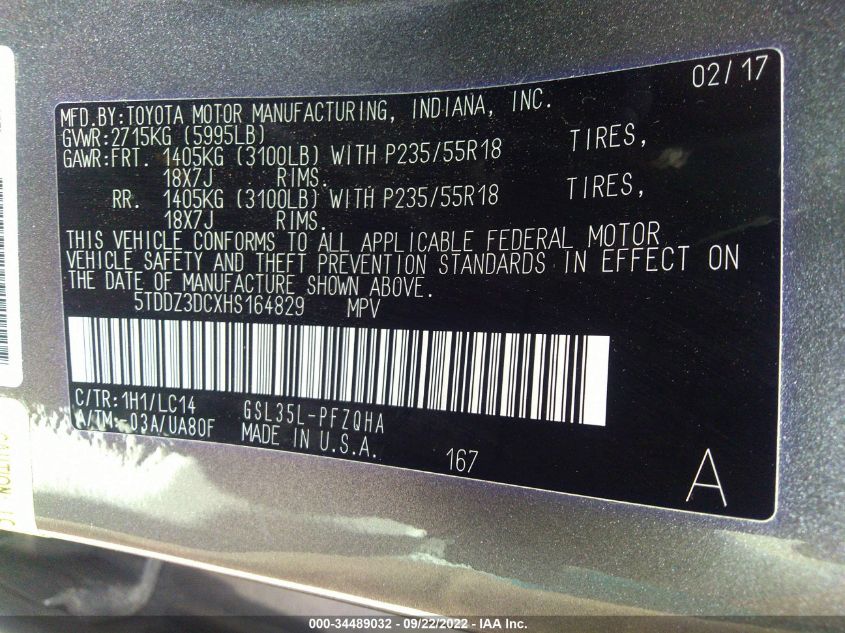 02/17
MFD.BY:TOYOTA MOTOR MANUFACTURING, INDIANA, INC.
GVWR:2715KG (5995LB)
GAWR:FRT. 1405KG (3100LB) WITH P235/55R18 TIRES,
18X7J RIMS.
RR. 1405KG (3100LB) WITH P235/55R18 TIRES,
18X7J RIMS.
THIS VEHICLE CONFORMS TO ALL APPLICABLE FEDERAL MOTOR
VEHICLE SAFETY AND THEFT PREVENTION STANDARDS IN EFFECT ON
THE DATE OF MANUFACTURE SHOWN ABOVE.
5TDDZ3DCXHS164829 MPV
C/TR:1H1/LC14 GSL35L-PFZQHA
A/TM:-03A/UA80F MADE IN U.S.A.
167
A
000-34489032 - 09/22/2022 - IAA Inc.